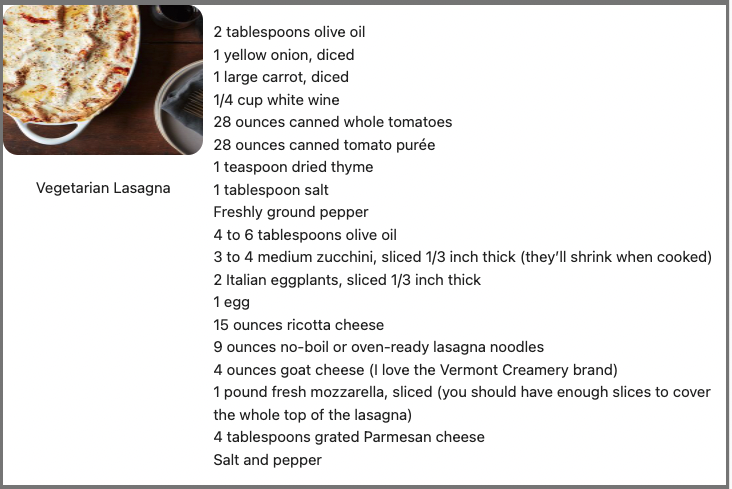 2 tablespoons olive oil
1 yellow onion, diced
1 large carrot, diced
1/4 cup white wine
28 ounces canned whole tomatoes
28 ounces canned tomato purée
1 teaspoon dried thyme
1 tablespoon salt
Freshly ground pepper
4 to 6 tablespoons olive oil
3 to 4 medium zucchini, sliced 1/3 inch thick (they’ll shrink when cooked)
2 Italian eggplants, sliced 1/3 inch thick
1 egg
15 ounces ricotta cheese
9 ounces no-boil or oven-ready lasagna noodles
4 ounces goat cheese (I love the Vermont Creamery brand)
1 pound fresh mozzarella, sliced (you should have enough slices to cover
the whole top of the lasagna)
4 tablespoons grated Parmesan cheese
Salt and pepper
Vegetarian Lasagna